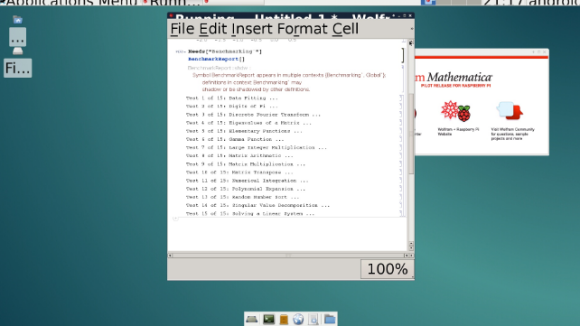 Applications Menu
21:17 android
Running... Untitled-1 *
File Edit Insert Format Cell
Needs["Benchmarking`"]
BenchmarkReport[]
Symbol BenchmarkReport appears in multiple contexts {Benchmarking`, Global`};
definitions in context Benchmarking` may
shadow or be shadowed by other definitions.
Test 1 of 15: Data Fitting ...
Test 2 of 15: Digits of Pi ...
Test 3 of 15: Discrete Fourier Transform ...
Test 4 of 15: Eigenvalues of a Matrix ...
Test 5 of 15: Elementary Functions ...
Test 6 of 15: Gamma Function ...
Test 7 of 15: Large Integer Multiplication ...
Test 8 of 15: Matrix Arithmetic ...
Test 9 of 15: Matrix Multiplication ...
Test 10 of 15: Matrix Transpose ...
Test 11 of 15: Numerical Integration ...
Test 12 of 15: Polynomial Expansion ...
Test 13 of 15: Random Number Sort ...
Test 14 of 15: Singular Value Decomposition ...
Test 15 of 15: Solving a Linear System ...
100%
...
Fi...
Mathematica
PILOT RELEASE FOR RASPBERRY PI
Wolfram + Raspberry Pi
Website
Visit Wolfram Community
for questions, sample
projects and more